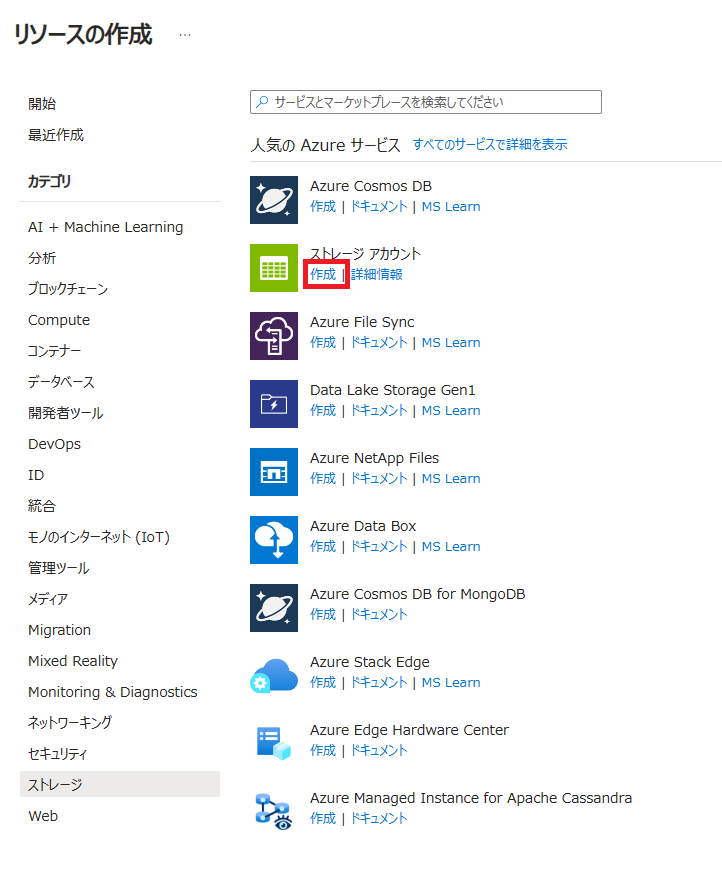 リソースの作成 …
開始
最近作成
カテゴリ
AI + Machine Learning
分析
ブロックチェーン
Compute
コンテナー
データベース
開発者ツール
DevOps
ID
統合
モノのインターネット (IoT)
管理ツール
メディア
Migration
Mixed Reality
Monitoring & Diagnostics
ネットワーキング
セキュリティ
ストレージ
Web
サービスとマーケットプレースを検索してください
人気の Azure サービス すべてのサービスで詳細を表示
Azure Cosmos DB
作成 | ドキュメント | MS Learn
ストレージ アカウント
作成 | 詳細情報
Azure File Sync
作成 | ドキュメント | MS Learn
Data Lake Storage Gen1
作成 | ドキュメント | MS Learn
Azure NetApp Files
作成 | ドキュメント | MS Learn
Azure Data Box
作成 | ドキュメント | MS Learn
Azure Cosmos DB for MongoDB
作成 | ドキュメント
Azure Stack Edge
作成 | ドキュメント | MS Learn
Azure Edge Hardware Center
作成 | ドキュメント
Azure Managed Instance for Apache Cassandra
作成 | ドキュメント